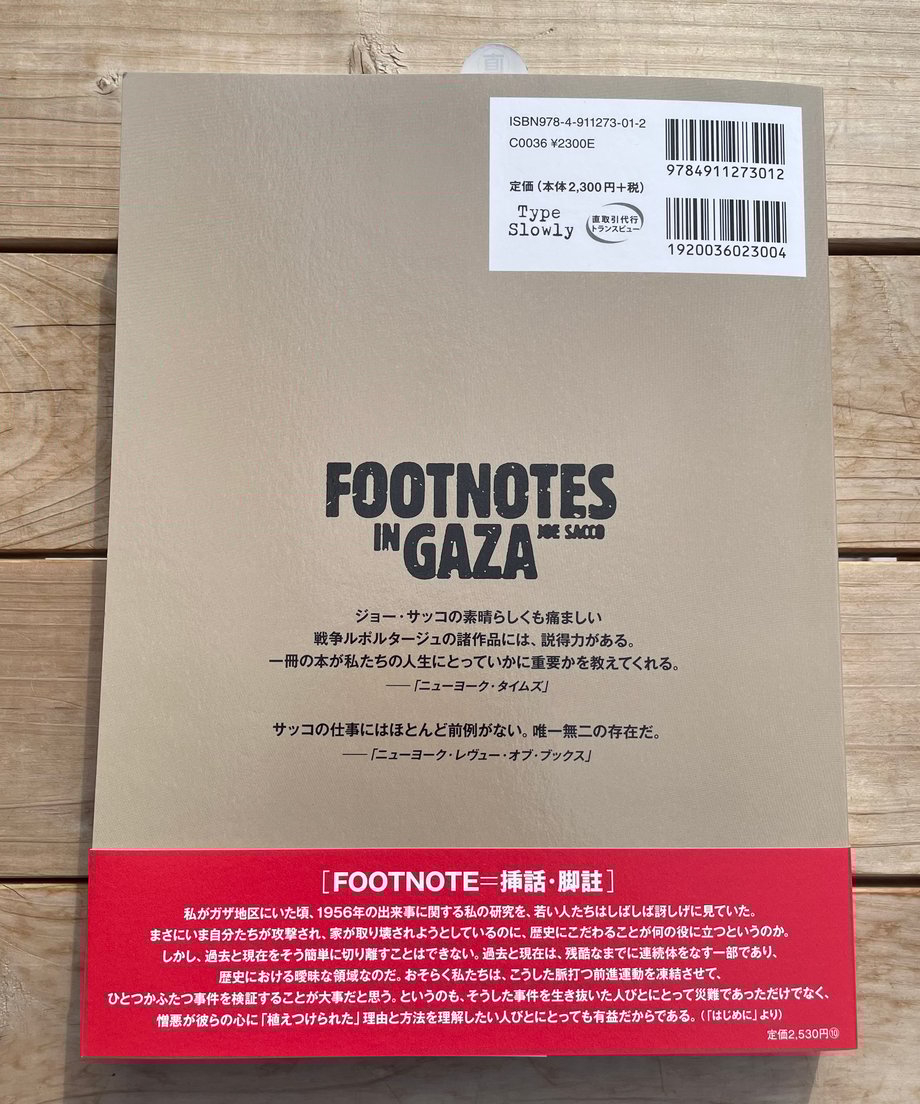 ISBN978-4-911273-01-2
C0036 ¥2300E
9784911273012
定価(本体2,300円+税)
Type
Slowly
直取引代行
トランスビュー
1920036023004
FOOTNOTES
IN GAZA JOE SACCO
ジョー・サッコの素晴らしくも痛ましい
戦争ルポルタージュの諸作品には、説得力がある。
一冊の本が私たちの人生にとっていかに重要かを教えてくれる。
——「ニューヨーク・タイムズ」
サッコの仕事にはほとんど前例がない。唯一無二の存在だ。
——「ニューヨーク・レヴュー・オブ・ブックス」
[FOOTNOTE=挿話・脚註]
私がガザ地区にいた頃、1956年の出来事に関する私の研究を、若い人たちはしばしば訝しげに見ていた。
まさにいま自分たちが攻撃され、家が取り壊されようとしているのに、歴史にこだわることが何の役に立つというのか。
しかし、過去と現在をそう簡単に切り離すことはできない。過去と現在は、残酷なまでに連続体をなす一部であり、
歴史における曖昧な領域なのだ。おそらく私たちは、こうした脈打つ前進運動を凍結させて、
ひとつかふたつ事件を検証することが大事だと思う。というのも、そうした事件を生き抜いた人びとにとって災難であっただけでなく、
憎悪が彼らの心に「植えつけられた」理由と方法を理解したい人びとにとっても有益だからである。(「はじめに」より)
定価2,530円⑩